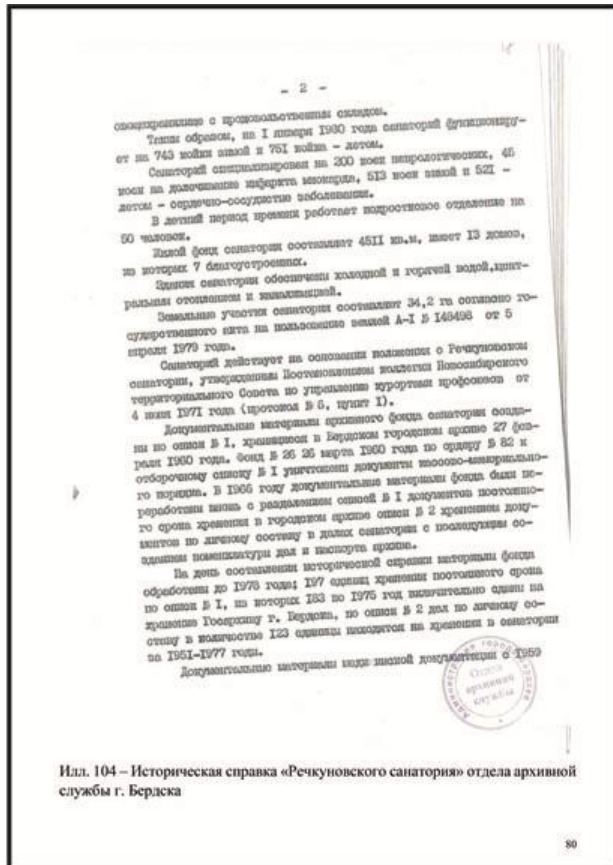 - 2 -
овощехранилище с продовольственным складом.
Таким образом, на I января 1980 года санаторий функциониру-
ет на 743 койки зимой и 751 койка - летом.
Санаторий специализирован на 200 коек неврологических, 45
коек на долечивание инфаркта миокарда, 513 коек зимой и 521 -
летом - сердечно-сосудистые заболевания.
В летний период времени работает подростковое отделение на
50 человек.
Жилой фонд санатория составляет 4511 кв.м, имеет 13 домов,
из которых 7 благоустроенных.
Здания санатория обеспечены холодной и горячей водой, цент-
ральным отоплением и канализацией.
Земельные участки санатория составляют 34,2 га согласно го-
сударственного акта на пользование землей А-I № 148498 от 5
апреля 1979 года.
Санаторий действует на основании положения о Речкуновском
санатории, утвержденным Постановлением коллегии Новосибирского
территориального Совета по управлению курортами профсоюзов от
4 июня 1971 года (протокол № 6, пункт I).
Документальные материалы архивного фонда санатория созда-
ны по описи № I, хранящиеся в Бердском городском архиве 27 фев-
раля 1960 года. Фонд № 26 26 марта 1960 года по ордеру № 82 и
отборочному списку № I уничтожены документы массово-мемориально-
го порядка. В 1966 году документальные материалы фонда были пе-
реработаны вновь с разделением описей № I документов постоянно-
го срока хранения в городском архиве описи № 2 хранением доку-
ментов по личному составу в делах санатория с последующим со-
зданием номенклатуры дел и паспорта архива.
На день составления исторической справки материалы фонда
обработаны до 1978 года; 197 единиц хранения постоянного срока
по описи № I, из которых 183 по 1975 год включительно сданы на
хранение Госархиву г. Бердска, по описи № 2 дел по личному со-
ставу в количестве 123 единицы находятся на хранении в санатории
за 1951-1977 годы.
Документальные материалы медицинской документации с 1959
Отдел
архивной
службы
Илл. 104 – Историческая справка «Речкуновского санатория» отдела архивной
службы г. Бердска
80